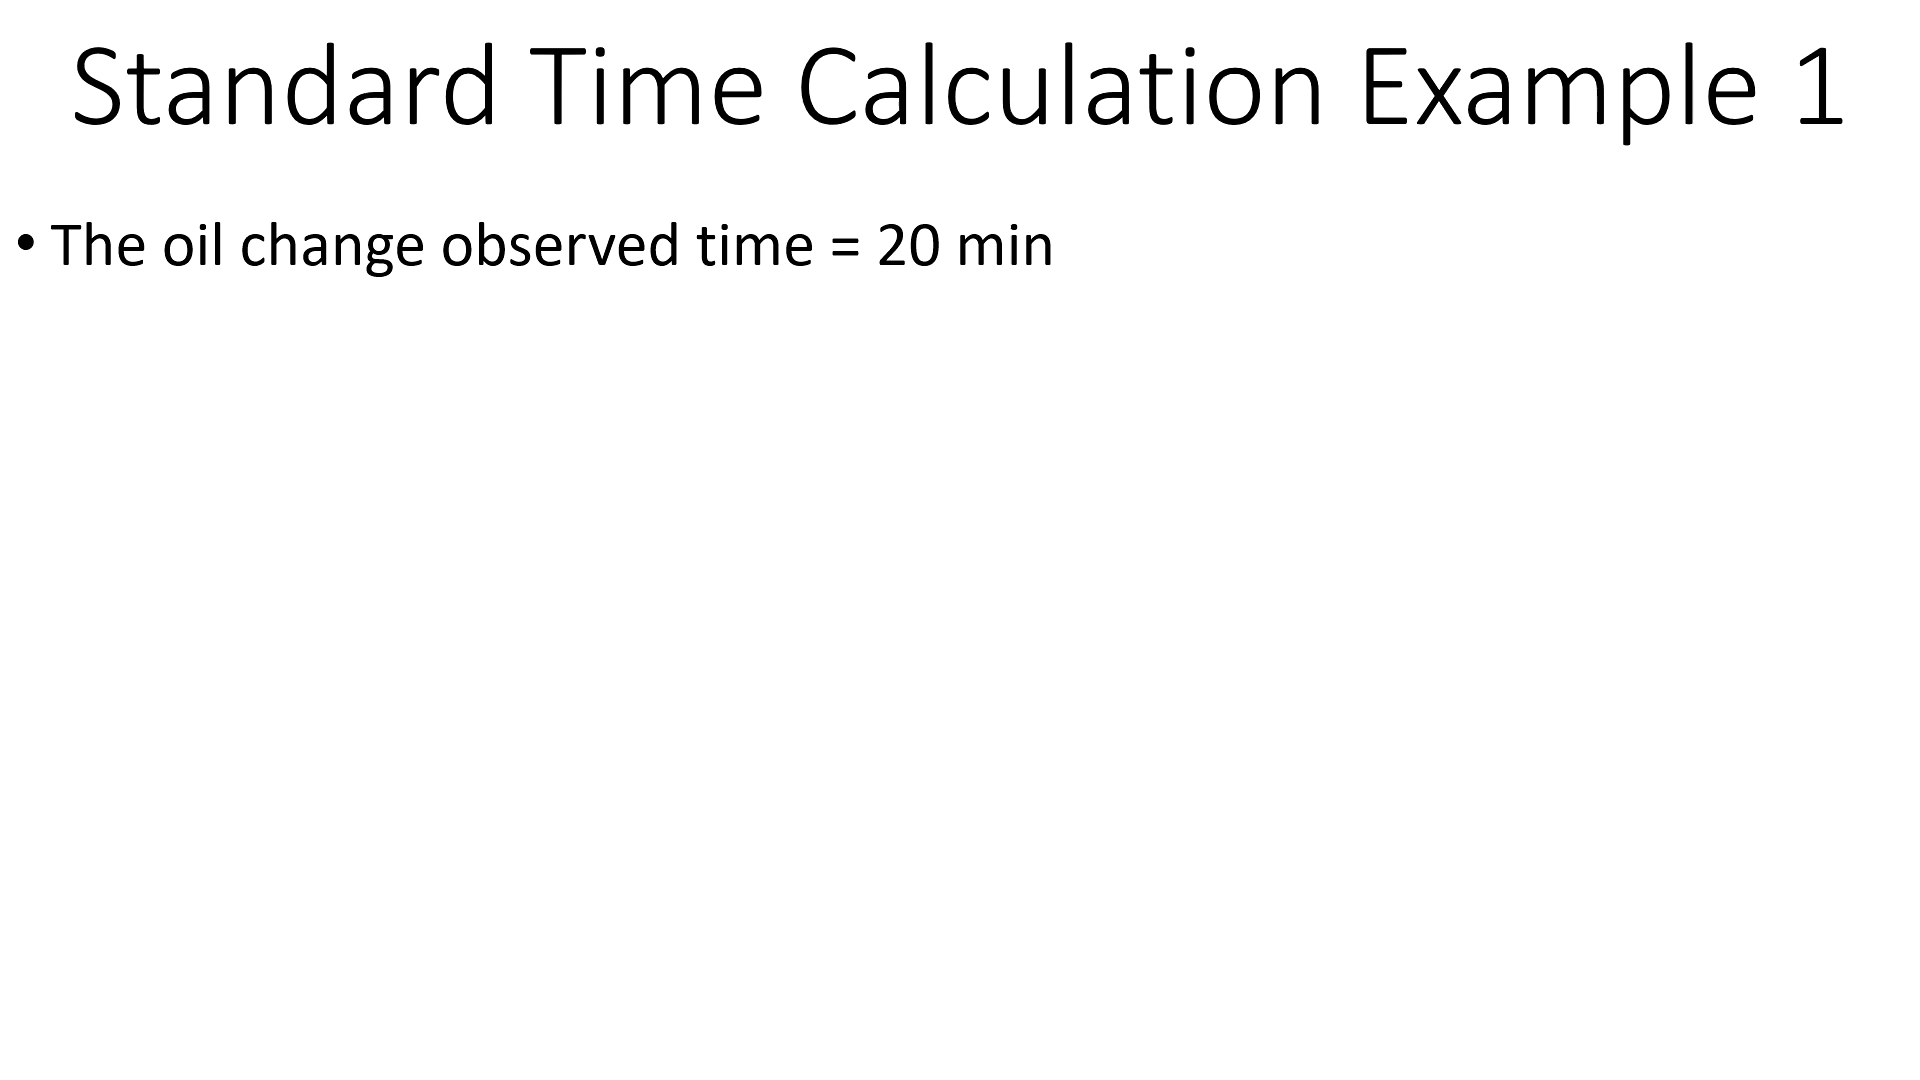 Standard Time Calculation Example 1
• The oil change observed time = 20 min